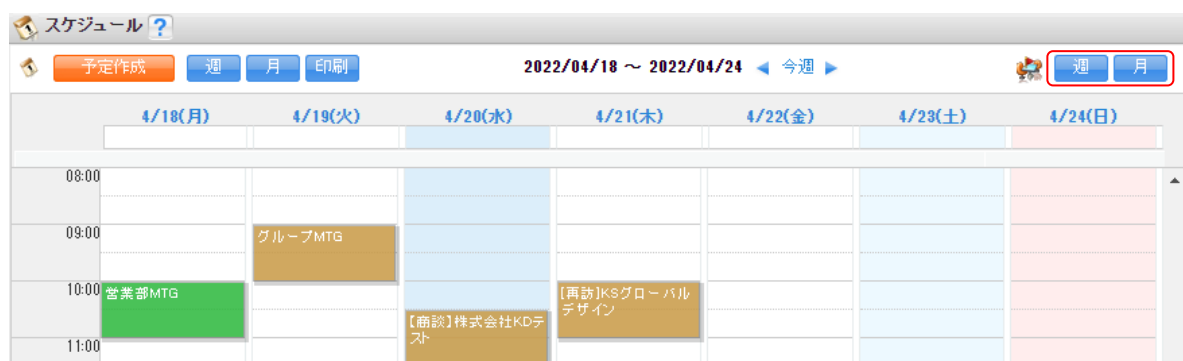 スケジュール ?
予定作成 週 月 印刷 2022/04/18 ～ 2022/04/24 今週 週 月
4/18(月) 4/19(火) 4/20(水) 4/21(木) 4/22(金) 4/23(土) 4/24(日)
08:00
09:00 グループMTG
10:00 営業部MTG [再訪]KSグローバル
デザイン
【商談】株式会社KDテ
スト
11:00